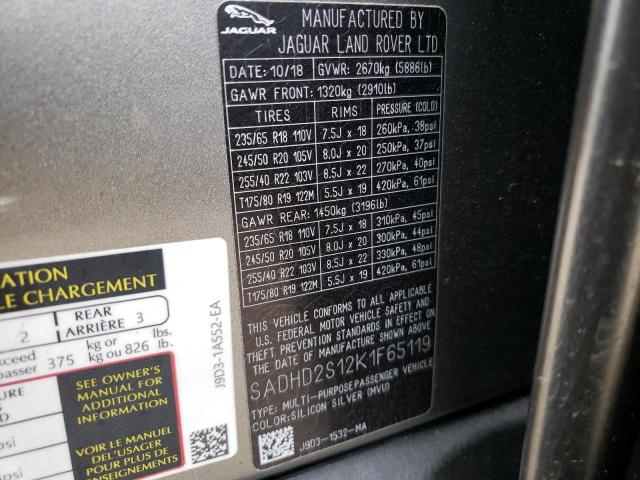 JAGUAR
MANUFACTURED BY
JAGUAR LAND ROVER LTD
DATE: 10/18 GVWR: 2670kg (5886lb)
GAWR FRONT: 1320kg (2910lb)
TIRES RIMS PRESSURE (COLD)
235/65 R18 110V 7.5J x 18 260kPa, 38psi
245/50 R20 105V 8.0J x 20 250kPa, 37psi
255/40 R22 103V 8.5J x 22 270kPa, 40psi
T175/80 R19 122M 5.5J x 19 420kPa, 61psi
GAWR REAR: 1450kg (3196lb)
235/65 R18 110V 7.5J x 18 310kPa, 45psi
245/50 R20 105V 8.0J x 20 300kPa, 44psi
255/40 R22 103V 8.5J x 22 330kPa, 48psi
T175/80 R19 122M 5.5J x 19 420kPa, 61psi
THIS VEHICLE CONFORMS TO ALL APPLICABLE
U.S. FEDERAL MOTOR VEHICLE SAFETY AND
THEFT PREVENTION STANDARDS IN EFFECT
ON THE DATE OF MANUFACTURE SHOWN ABOVE
SADHD2S12K1F65119
TYPE: MULTI-PURPOSE PASSENGER VEHICLE
COLOR: SILICON SILVER (MVU)
J9D3-1532-MA
CHARGEMENT
2 REAR 3
ARRIÈRE
375 kg or 826 lbs.
kg ou lb.
SEE OWNER'S
MANUAL FOR
ADDITIONAL
INFORMATION
VOIR LE MANUEL
DE L'USAGER
POUR PLUS DE
RENSEIGNEMENTS
J9D3-1A552-EA